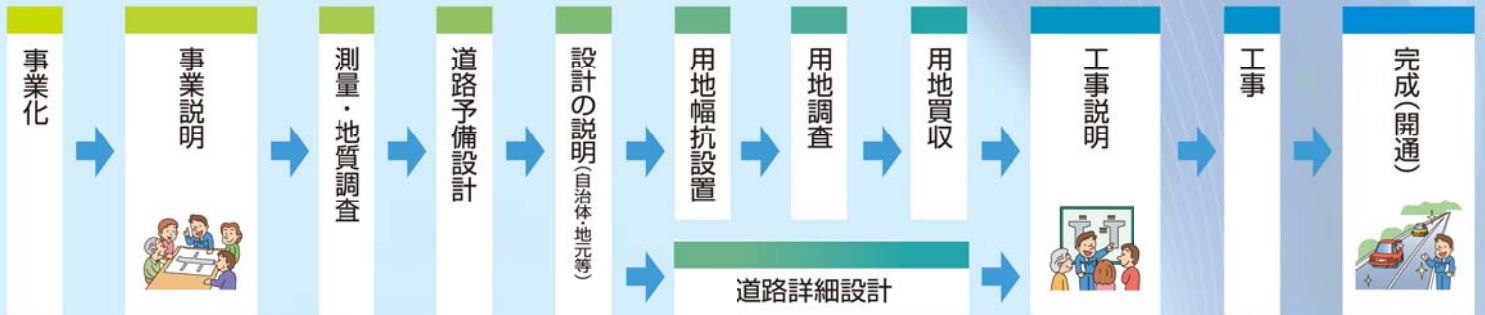 事業化
事業説明
測量・地質調査
道路予備設計
設計の説明(自治体・地元等)
用地幅抗設置
用地調査
用地買収
道路詳細設計
工事説明
工事
完成(開通)